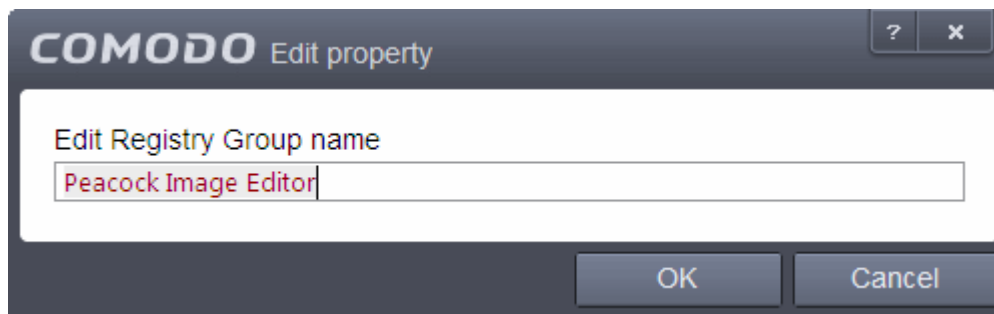 COMODO Edit property
? ×
Edit Registry Group name
Peacock Image Editor
OK Cancel